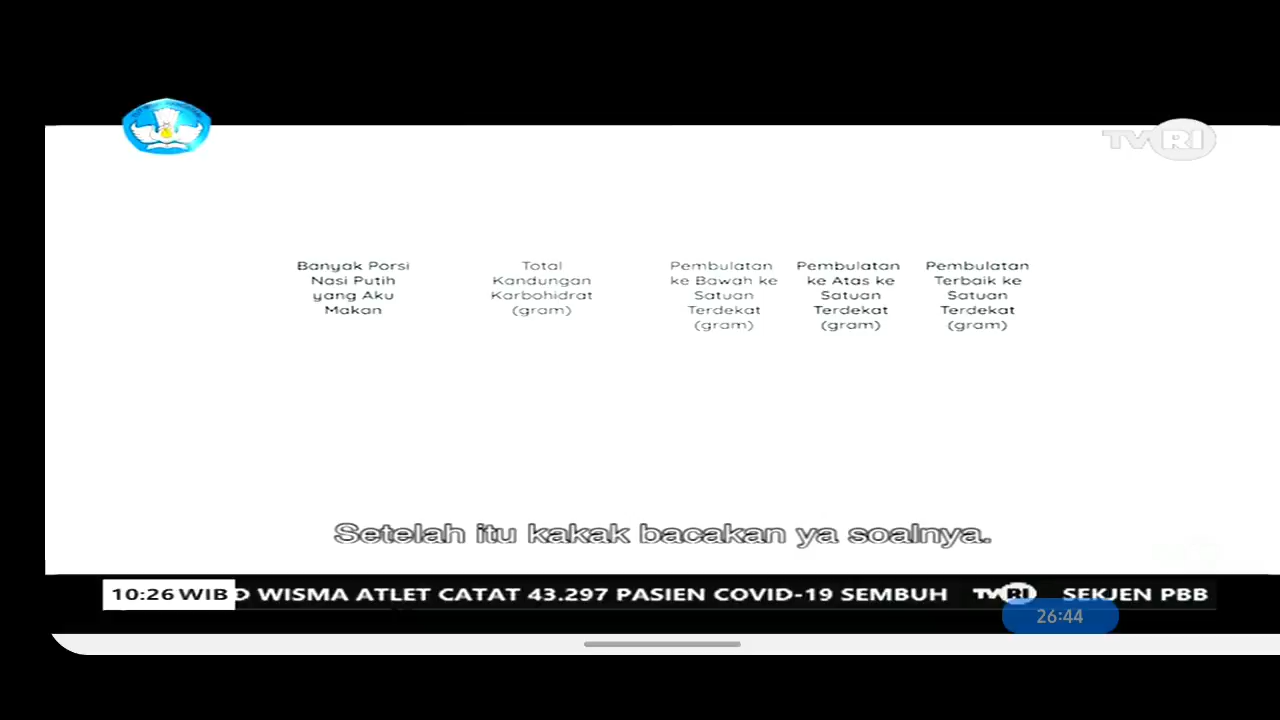 TVRI
Banyak Porsi
Nasi Putih
yang Aku
Makan
Total
Kandungan
Karbohidrat
(gram)
Pembulatan
ke Bawah ke
Satuan
Terdekat
(gram)
Pembulatan
ke Atas ke
Satuan
Terdekat
(gram)
Pembulatan
Terbaik ke
Satuan
Terdekat
(gram)
Setelah itu kakak bacakan ya soalnya.
10:26 WIB D WISMA ATLET CATAT 43.297 PASIEN COVID-19 SEMBUH TVRI SEKJEN PBB
26:44